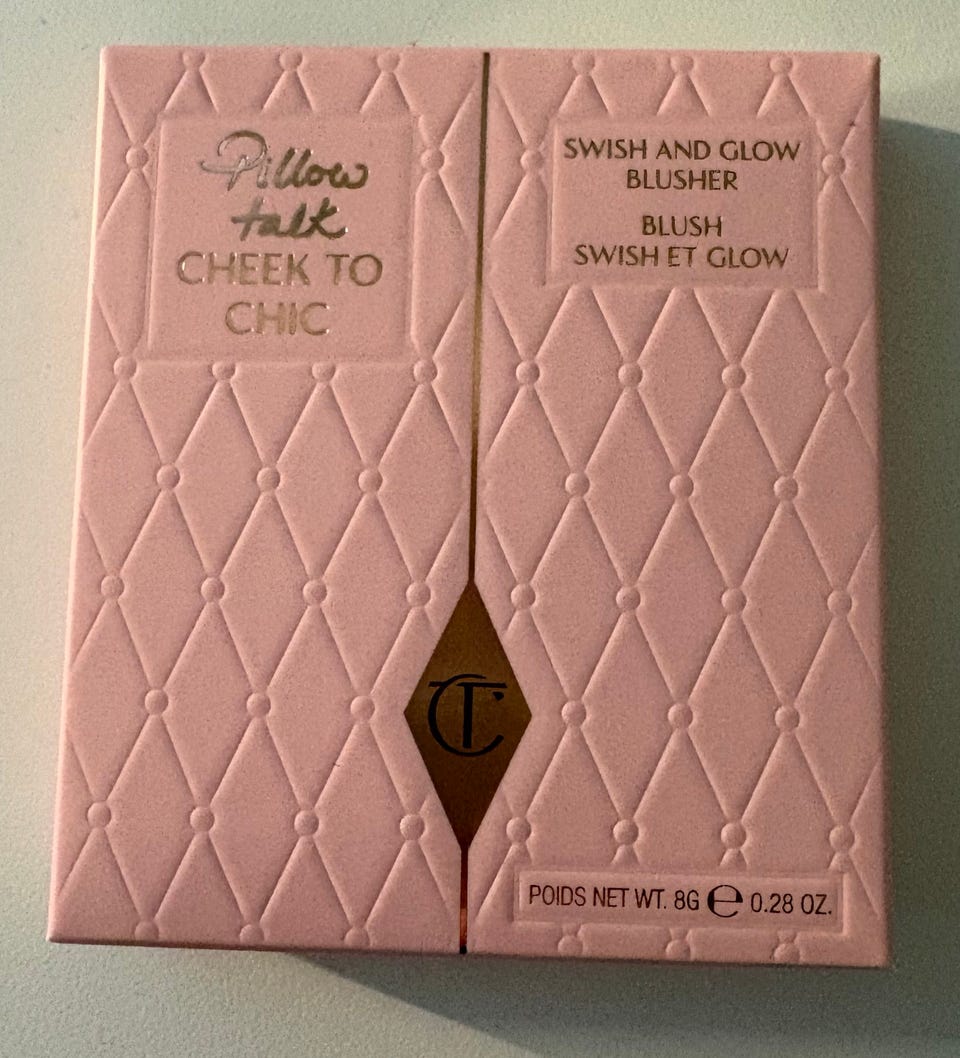 Pillow
talk
CHEEK TO
CHIC
SWISH AND GLOW
BLUSHER
BLUSH
SWISH ET GLOW
CT
POIDS NET WT. 8G ℮ 0.28 OZ.